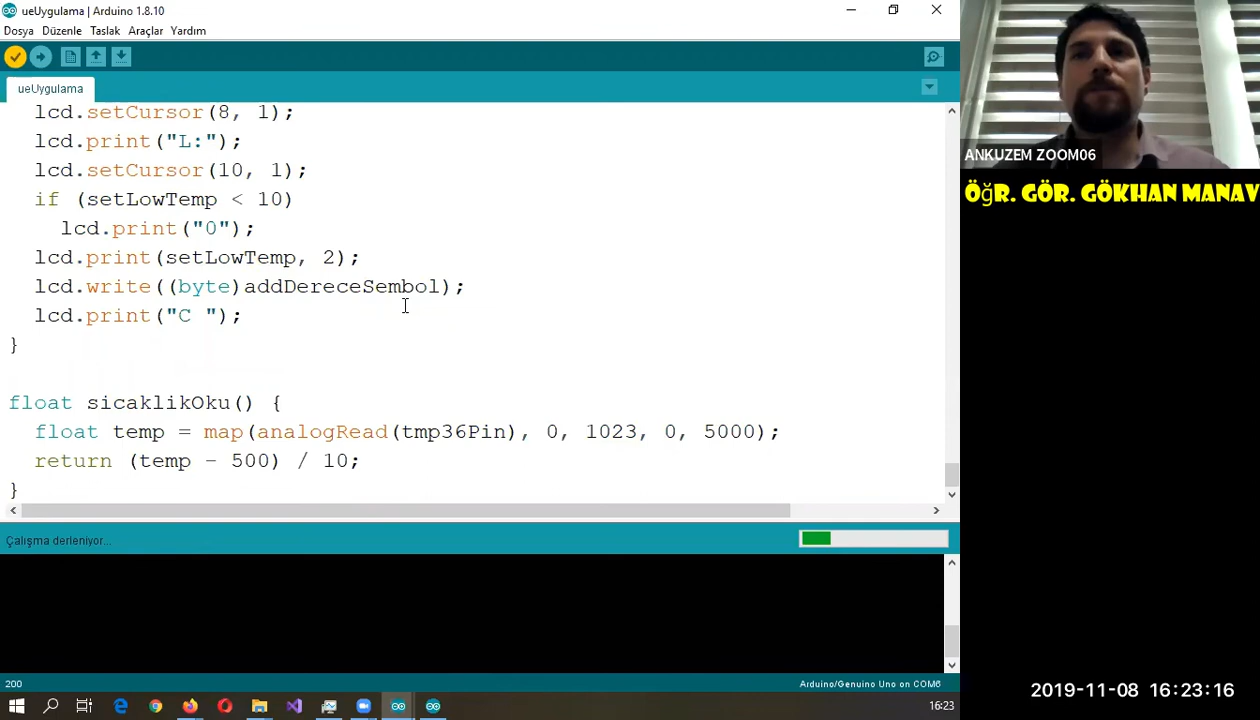 ueUygulama | Arduino 1.8.10
Dosya Düzenle Taslak Araçlar Yardım
ueUygulama
lcd.setCursor(8, 1);
lcd.print("L:");
lcd.setCursor(10, 1);
if (setLowTemp < 10)
lcd.print("0");
lcd.print(setLowTemp, 2);
lcd.write((byte)addDereceSembol);
lcd.print("C ");
}
float sicaklikOku() {
float temp = map(analogRead(tmp36Pin), 0, 1023, 0, 5000);
return (temp - 500) / 10;
}
Çalışma derleniyor...
200
Arduino/Genuino Uno on COM6
16:23
ANKUZEM ZOOM06
ÖğR. GÖR. GÖKHAN MANAV
2019-11-08 16:23:16